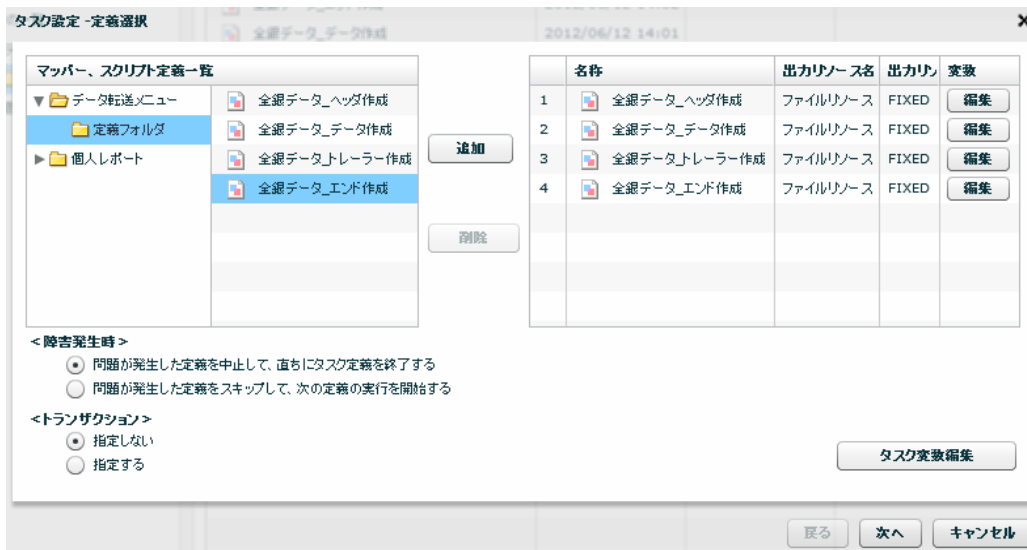 タスク設定 -定義選択
全銀データ_データ作成 2012/06/12 14:01
マッパー、スクリプト定義一覧
データ転送メニュー
定義フォルダ
個人レポート
全銀データ_ヘッダ作成
全銀データ_データ作成
全銀データ_トレーラー作成
全銀データ_エンド作成
追加
削除
名称 出力リソース名 出力リン 変数
1 全銀データ_ヘッダ作成 ファイルリソース FIXED 編集
2 全銀データ_データ作成 ファイルリソース FIXED 編集
3 全銀データ_トレーラー作成 ファイルリソース FIXED 編集
4 全銀データ_エンド作成 ファイルリソース FIXED 編集
<障害発生時>
問題が発生した定義を中止して、直ちにタスク定義を終了する
問題が発生した定義をスキップして、次の定義の実行を開始する
<トランザクション>
指定しない
指定する
タスク変数編集
戻る 次へ キャンセル